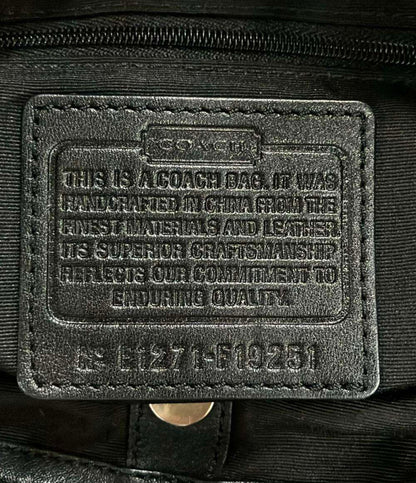 COACH
THIS IS A COACH BAG. IT WAS
HANDCRAFTED IN CHINA FROM THE
FINEST MATERIALS AND LEATHER.
ITS SUPERIOR CRAFTSMANSHIP
REFLECTS OUR COMMITMENT TO
ENDURING QUALITY.
No E1271-F19251